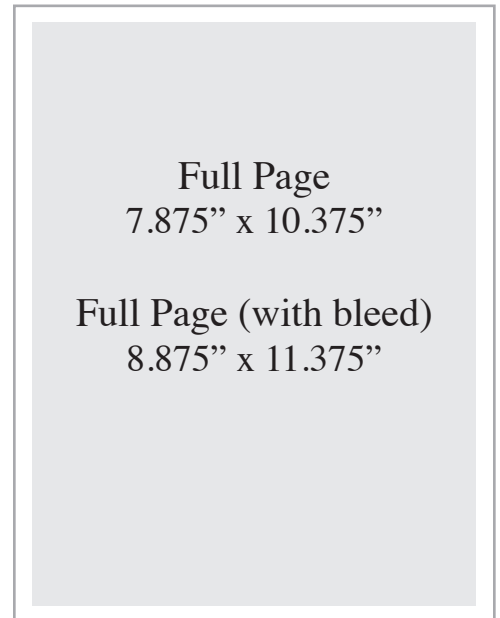 Full Page
7.875” x 10.375”
Full Page (with bleed)
8.875” x 11.375”